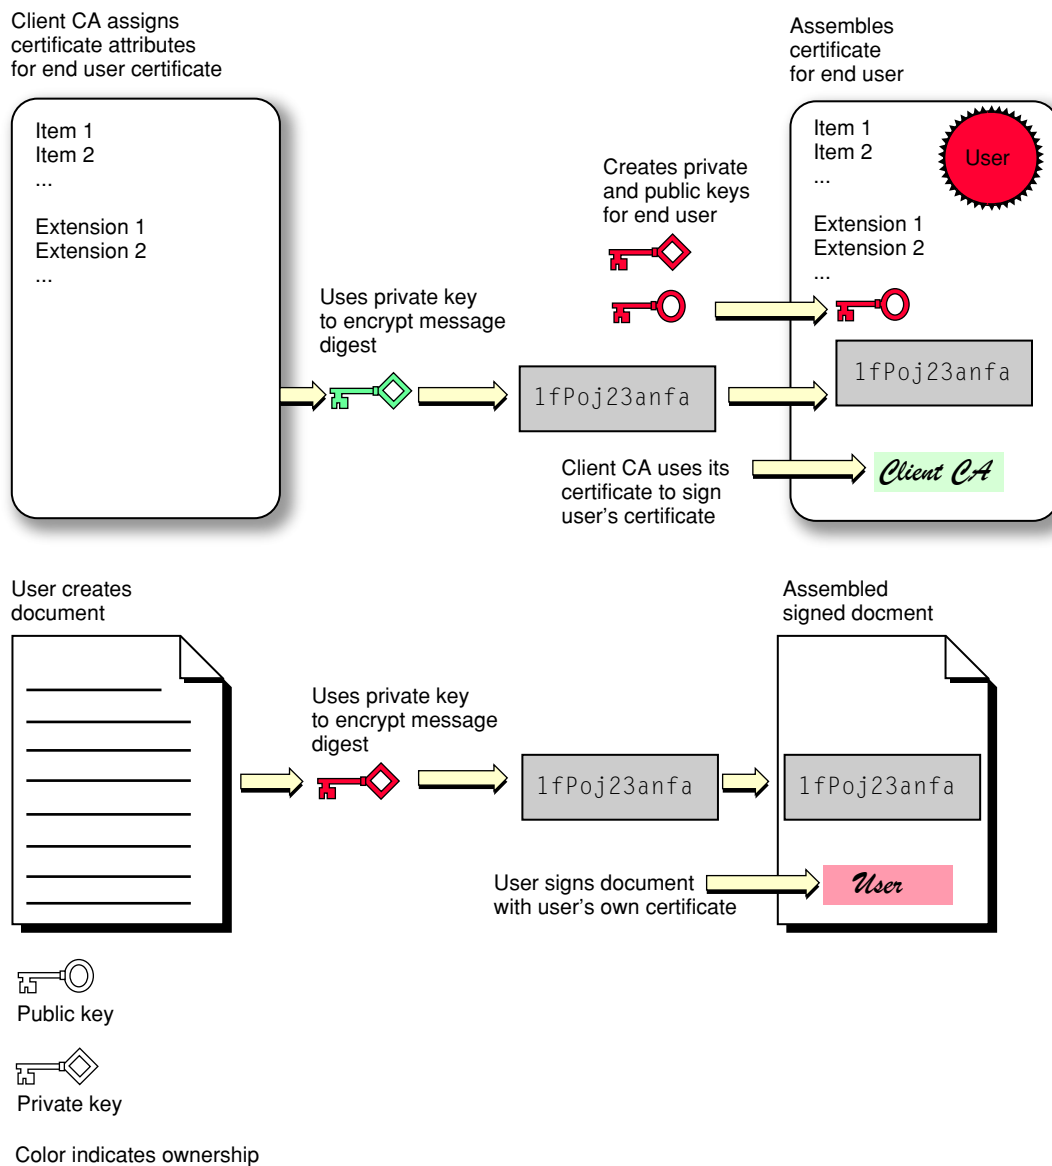 Client CA assigns
certificate attributes
for end user certificate
Assembles
certificate
for end user
Item 1
Item 2
...
Extension 1
Extension 2
...
Creates private
and public keys
for end user
Item 1
Item 2
...
User
Extension 1
Extension 2
...
Uses private key
to encrypt message
digest
1fPoj23anfa
1fPoj23anfa
Client CA uses its
certificate to sign
user’s certificate
Client CA
User creates
document
Assembled
signed docment
Uses private key
to encrypt message
digest
1fPoj23anfa
1fPoj23anfa
User signs document
with user’s own certificate
User
Public key
Private key
Color indicates ownership